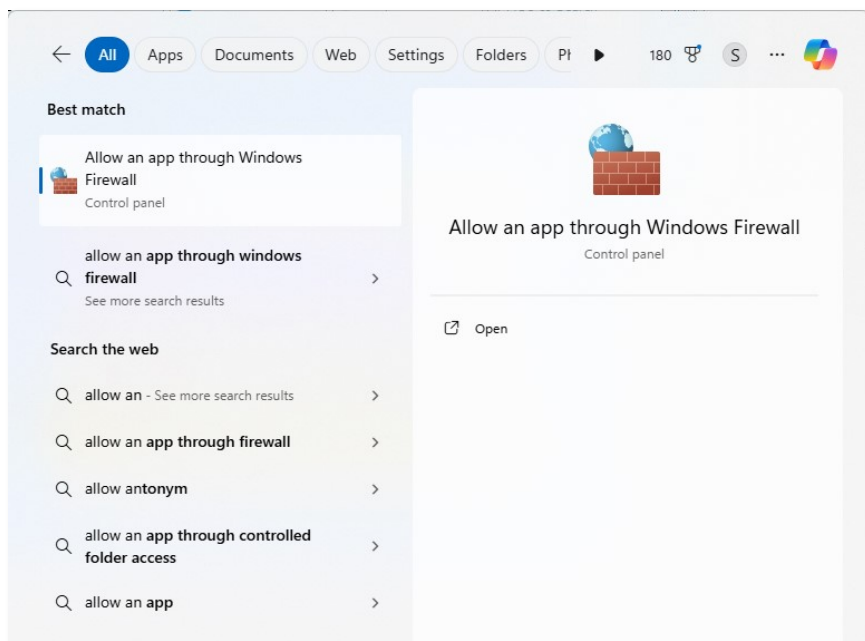 All
Apps
Documents
Web
Settings
Folders
180
S
Best match
Allow an app through Windows
Firewall
Control panel
allow an app through windows
firewall
See more search results
Search the web
allow an - See more search results
allow an app through firewall
allow antonym
allow an app through controlled
folder access
allow an app
Allow an app through Windows Firewall
Control panel
Open